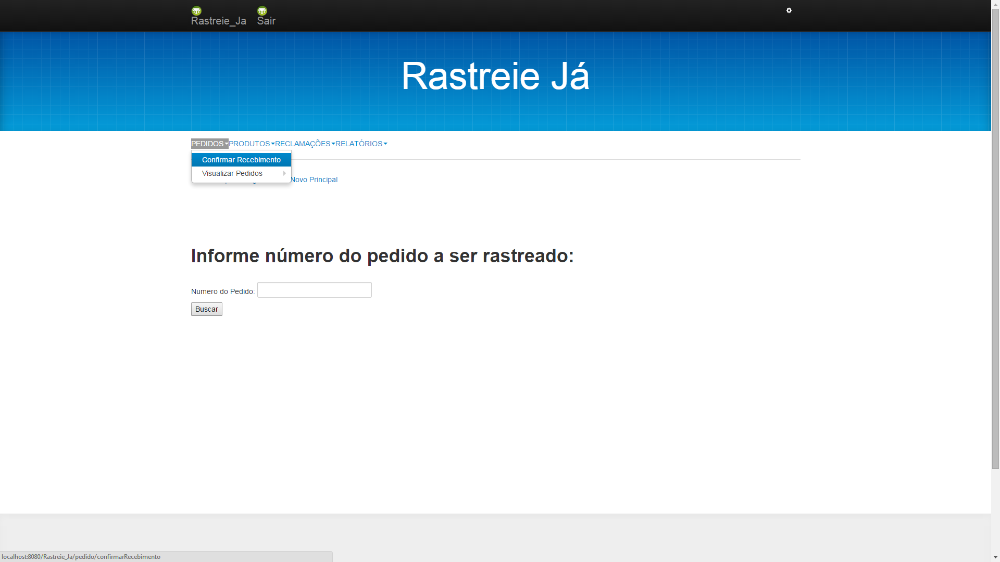 Rastreie_Ja
Sair
Rastreie Já
PEDIDOS
PRODUTOS
RECLAMAÇÕES
RELATÓRIOS
Confirmar Recebimento
Visualizar Pedidos
Novo Principal
Informe número do pedido a ser rastreado:
Numero do Pedido:
Buscar
localhost:8080/Rastreie_Ja/pedido/confirmarRecebimento